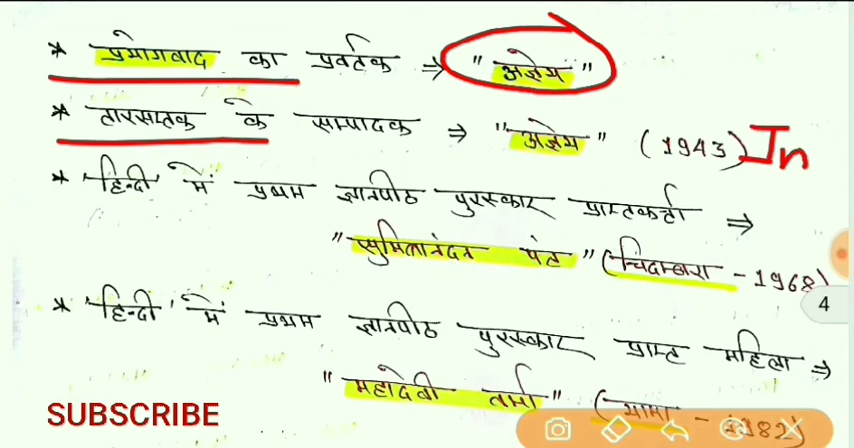 * प्रयोगवाद का प्रवर्तक ⇒ "अज्ञेय"
* तारसप्तक के सम्पादक ⇒ "अज्ञेय" (1943) In
* 'हिन्दी' में प्रथम ज्ञानपीठ पुरस्कार प्राप्तकर्ता ⇒
"सुमित्रानंदन पंत" (चिदम्बरा - 1968)
4
* 'हिन्दी' में प्रथम ज्ञानपीठ पुरस्कार प्राप्त महिला ⇒
"महादेवी वर्मा" (यामा - 1982)
SUBSCRIBE